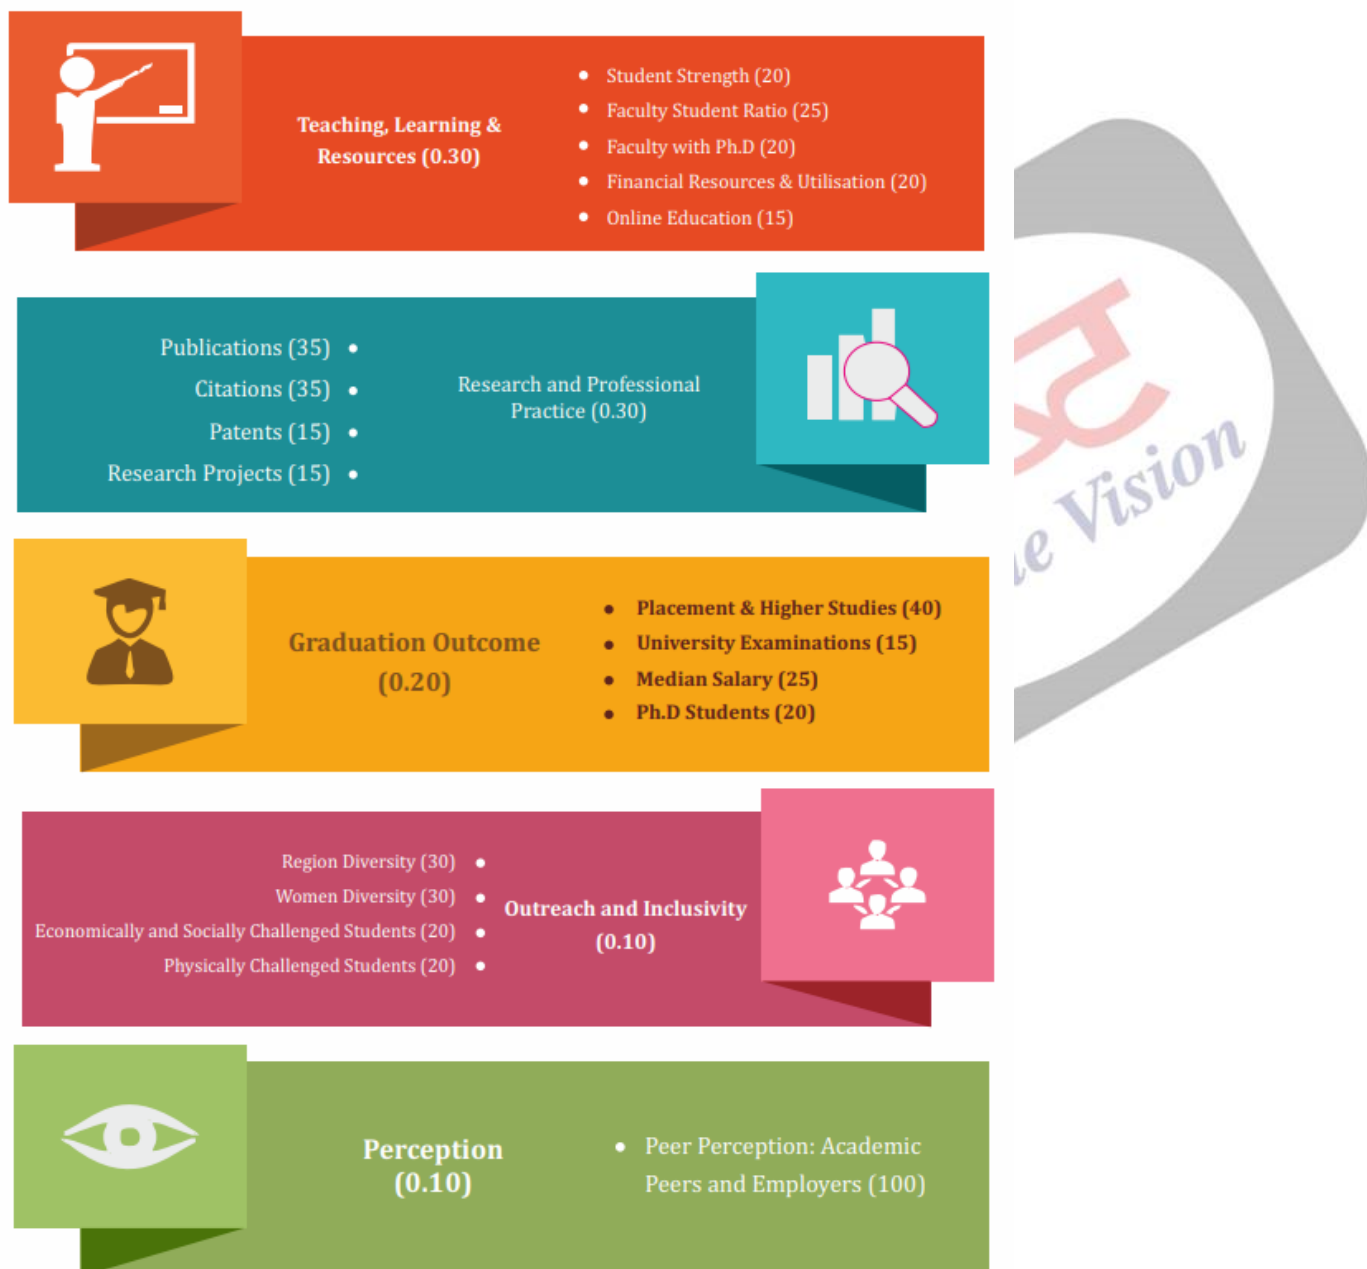 Teaching, Learning &
Resources (0.30)
• Student Strength (20)
• Faculty Student Ratio (25)
• Faculty with Ph.D (20)
• Financial Resources & Utilisation (20)
• Online Education (15)
Publications (35) •
Citations (35) •
Patents (15) •
Research Projects (15) •
Research and Professional
Practice (0.30)
Graduation Outcome
(0.20)
• Placement & Higher Studies (40)
• University Examinations (15)
• Median Salary (25)
• Ph.D Students (20)
Region Diversity (30) •
Women Diversity (30) •
Economically and Socially Challenged Students (20) •
Physically Challenged Students (20) •
Outreach and Inclusivity
(0.10)
Perception
(0.10)
• Peer Perception: Academic
Peers and Employers (100)
Vision